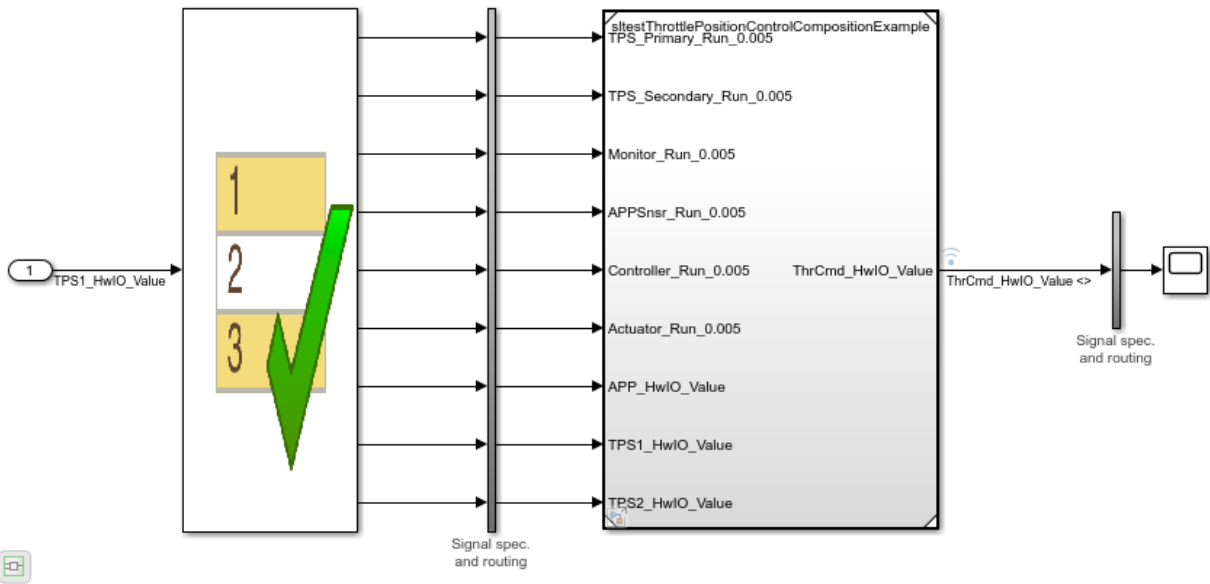 sltestThrottlePositionControlCompositionExample
TPS_Primary_Run_0.005
TPS_Secondary_Run_0.005
Monitor_Run_0.005
1
APPSnsr_Run_0.005
2
1
TPS1_HwIO_Value
Controller_Run_0.005
ThrCmd_HwIO_Value
ThrCmd_HwIO_Value <>
3
Actuator_Run_0.005
Signal spec.
and routing
APP_HwIO_Value
TPS1_HwIO_Value
TPS2_HwIO_Value
Signal spec.
and routing